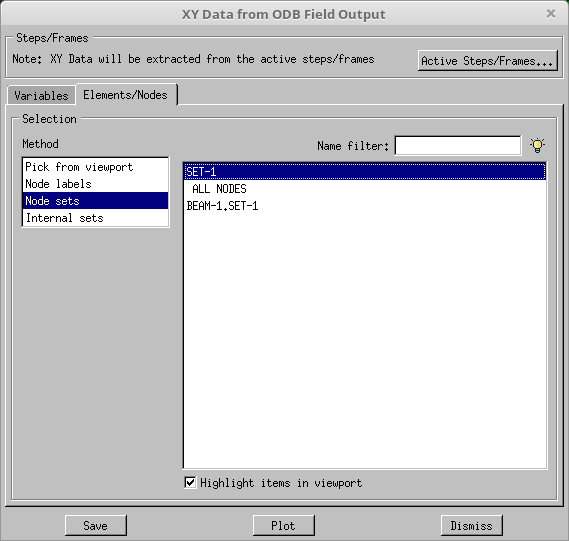 XY Data from ODB Field Output
Steps/Frames
Note: XY Data will be extracted from the active steps/frames
Active Steps/Frames...
Variables
Elements/Nodes
Selection
Method
Name filter:
Pick from viewport
Node labels
Node sets
Internal sets
SET-1
ALL NODES
BEAM-1.SET-1
Highlight items in viewport
Save
Plot
Dismiss